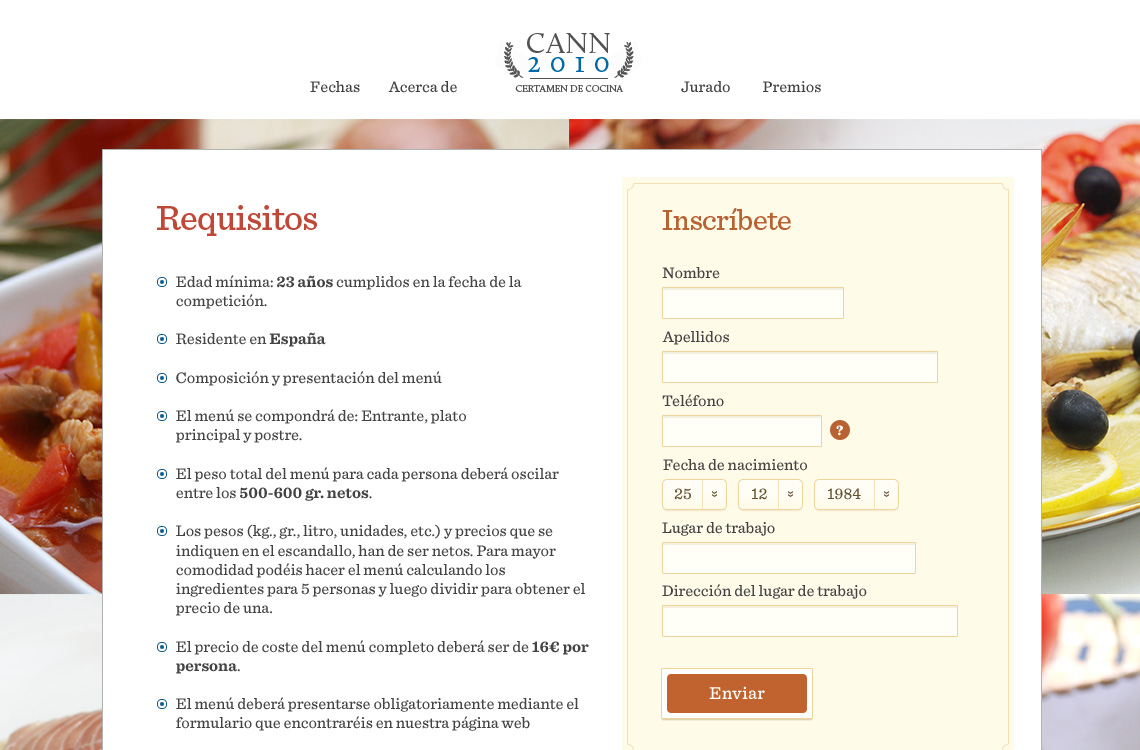 CANN
2010
CERTAMEN DE COCINA
Fechas
Acerca de
Jurado
Premios
Requisitos
Edad mínima: 23 años cumplidos en la fecha de la
competición.
Residente en España
Composición y presentación del menú
El menú se compondrá de: Entrante, plato
principal y postre.
El peso total del menú para cada persona deberá oscilar
entre los 500-600 gr. netos.
Los pesos (kg., gr., litro, unidades, etc.) y precios que se
indiquen en el escandallo, han de ser netos. Para mayor
comodidad podéis hacer el menú calculando los
ingredientes para 5 personas y luego dividir para obtener el
precio de una.
El precio de coste del menú completo deberá ser de 16€ por
persona.
El menú deberá presentarse obligatoriamente mediante el
formulario que encontraréis en nuestra página web
Inscríbete
Nombre
Apellidos
Teléfono
?
Fecha de nacimiento
25 12 1984
Lugar de trabajo
Dirección del lugar de trabajo
Enviar